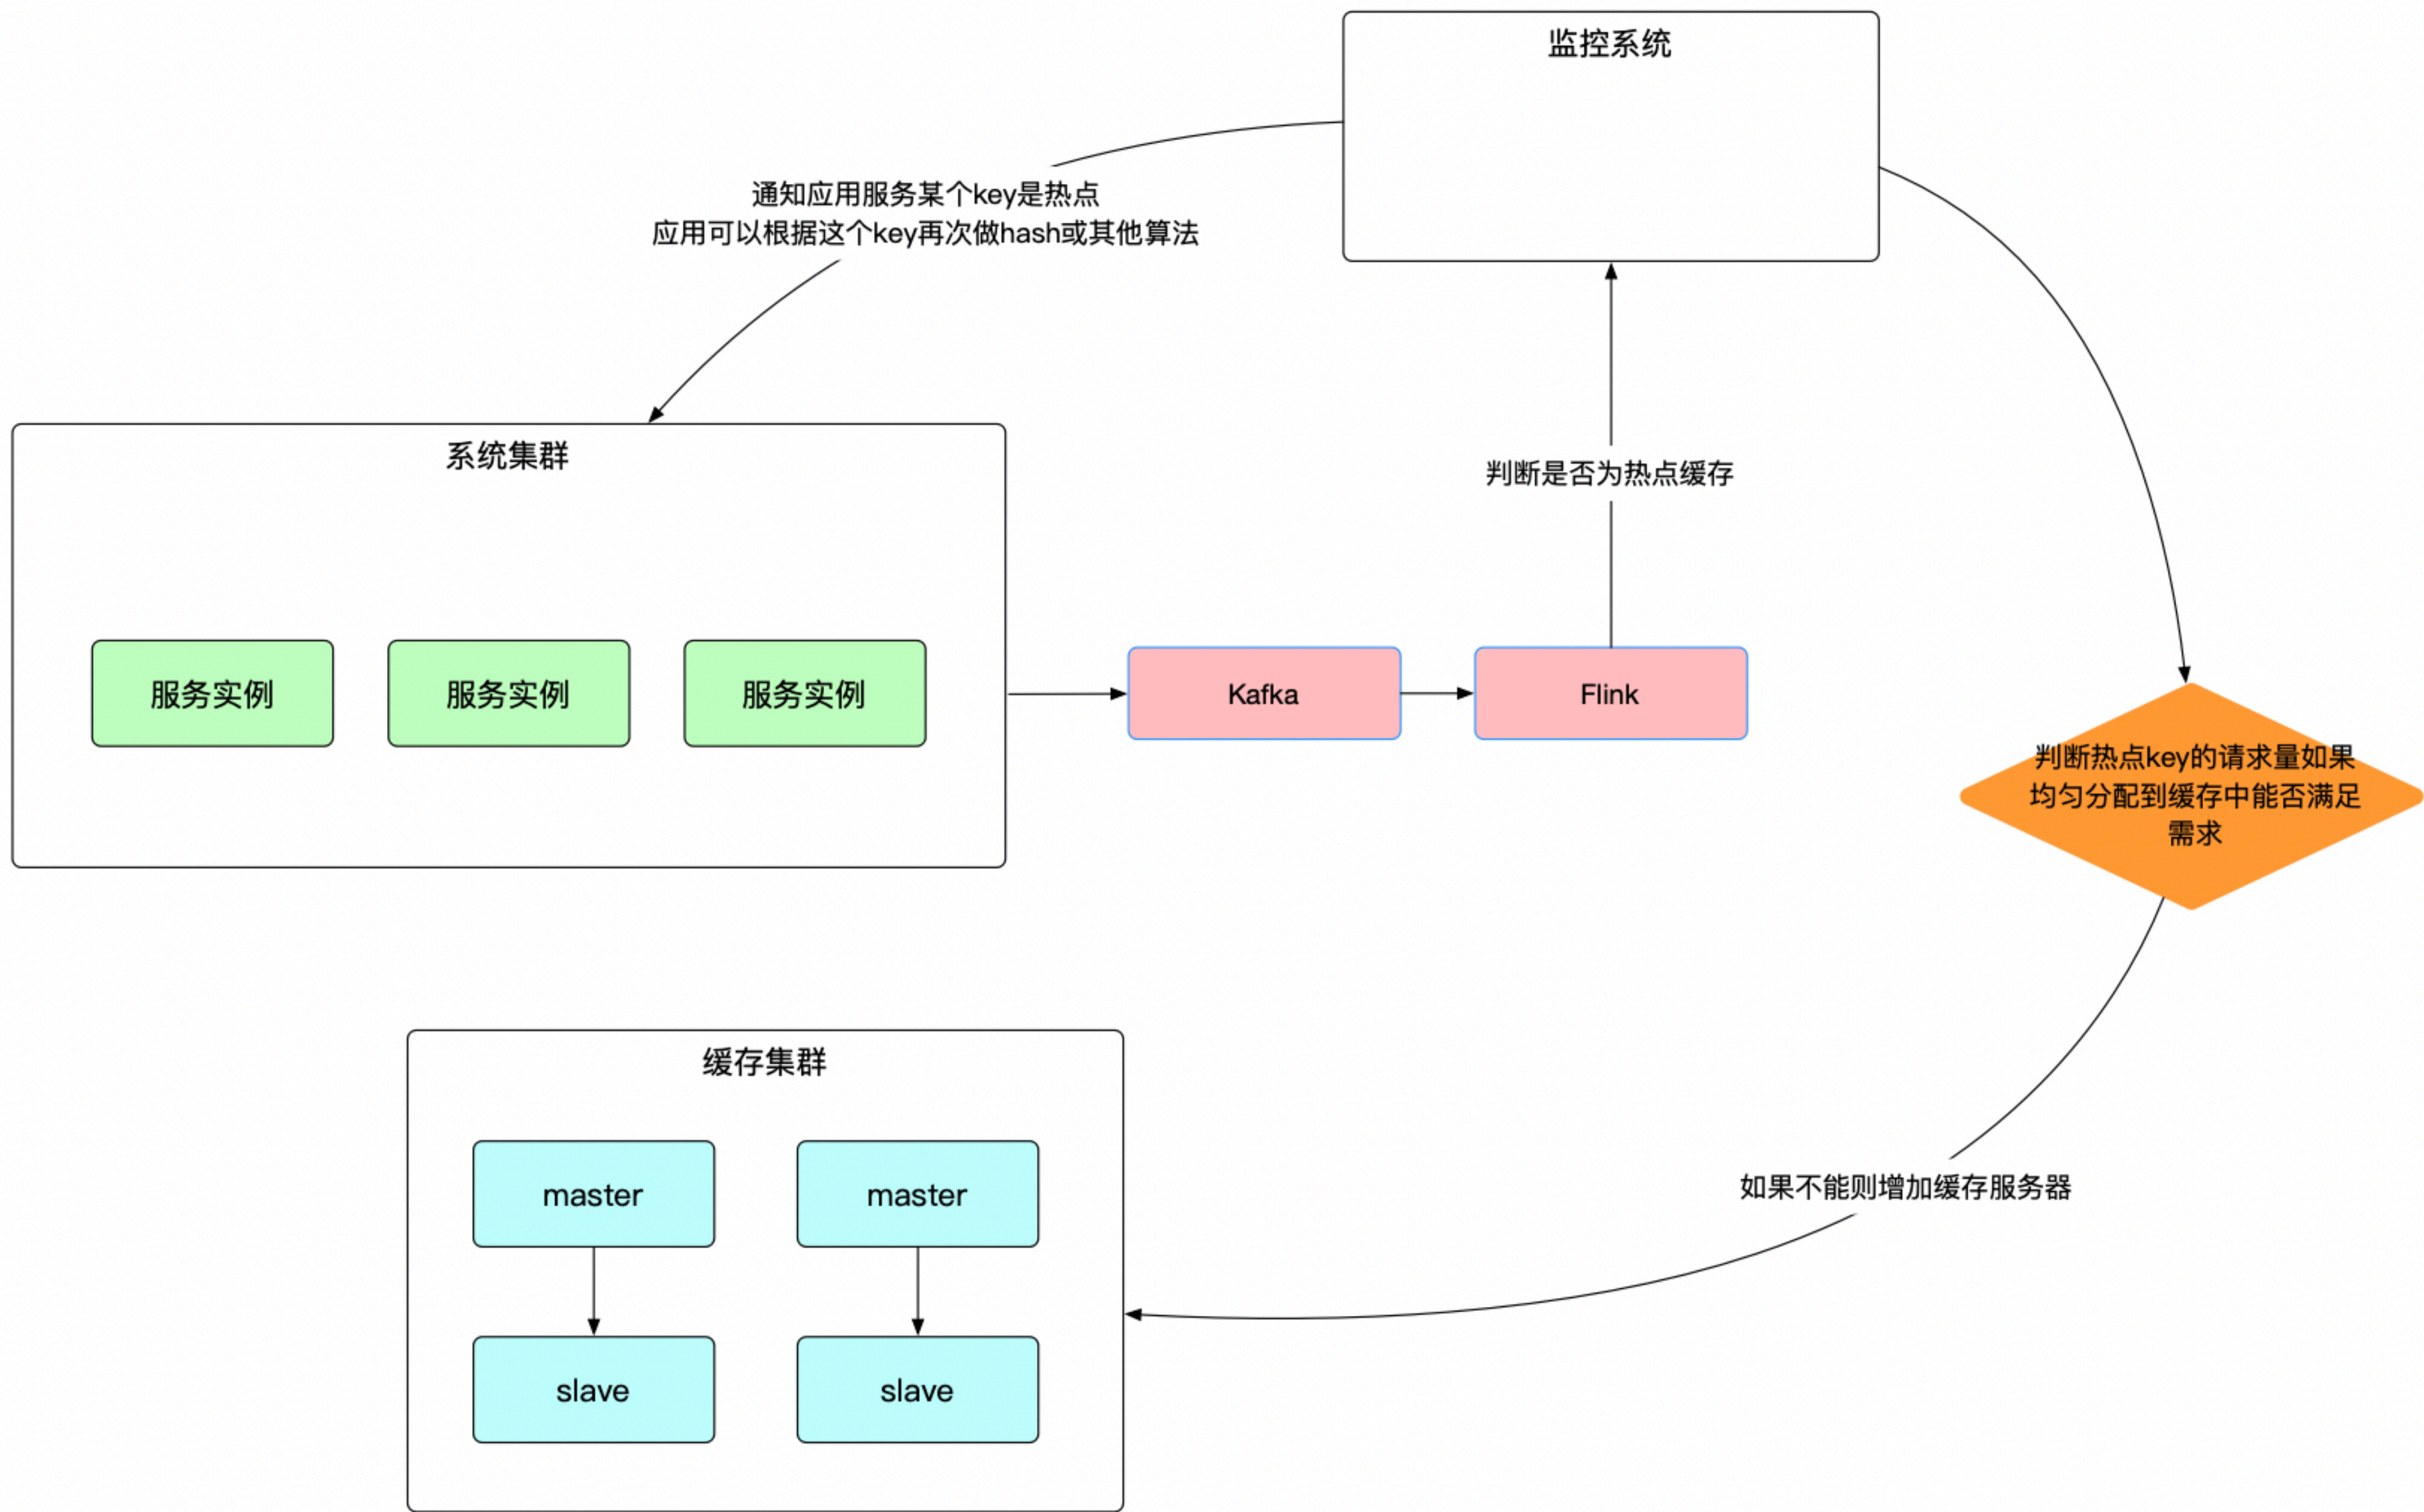 监控系统
通知应用服务某个key是热点
应用可以根据这个key再次做hash或其他算法
系统集群
判断是否为热点缓存
服务实例
服务实例
服务实例
Kafka
Flink
判断热点key的请求量如果
均匀分配到缓存中能否满足
需求
缓存集群
master
master
如果不能则增加缓存服务器
slave
slave